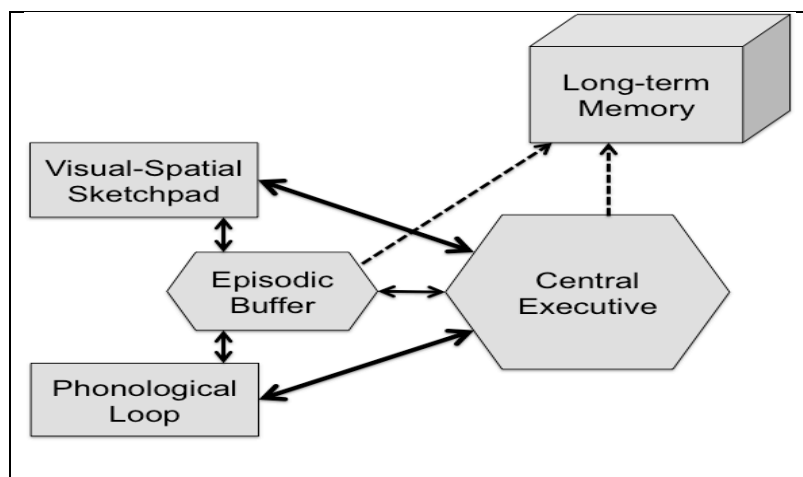 Long-term
Memory
Visual-Spatial
Sketchpad
Episodic
Buffer
Central
Executive
Phonological
Loop